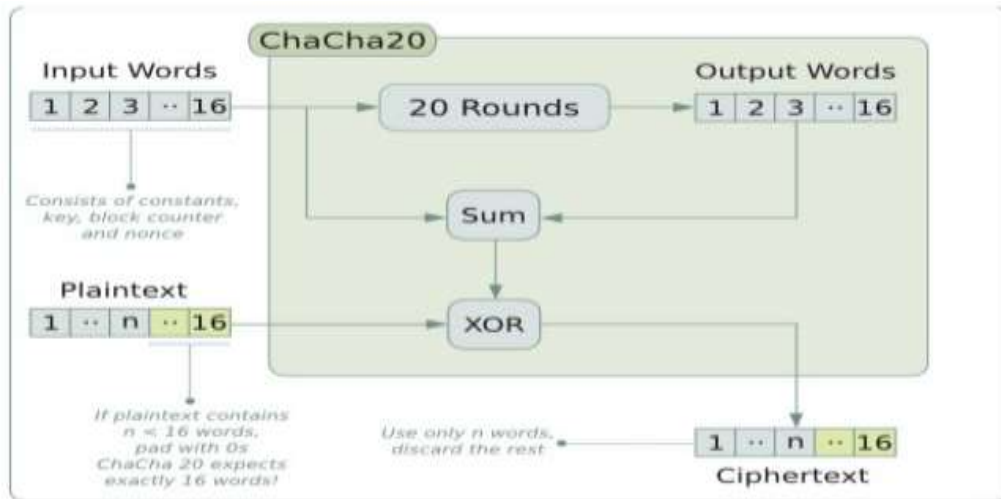 ChaCha20
Input Words
1 2 3 ·· 16
20 Rounds
Output Words
1 2 3 ·· 16
Consists of constants,
key, block counter
and nonce
Sum
Plaintext
1 ·· n ·· 16
XOR
If plaintext contains
n < 16 words,
pad with 0s
ChaCha 20 expects
exactly 16 words!
Use only n words,
discard the rest
1 ·· n ·· 16
Ciphertext